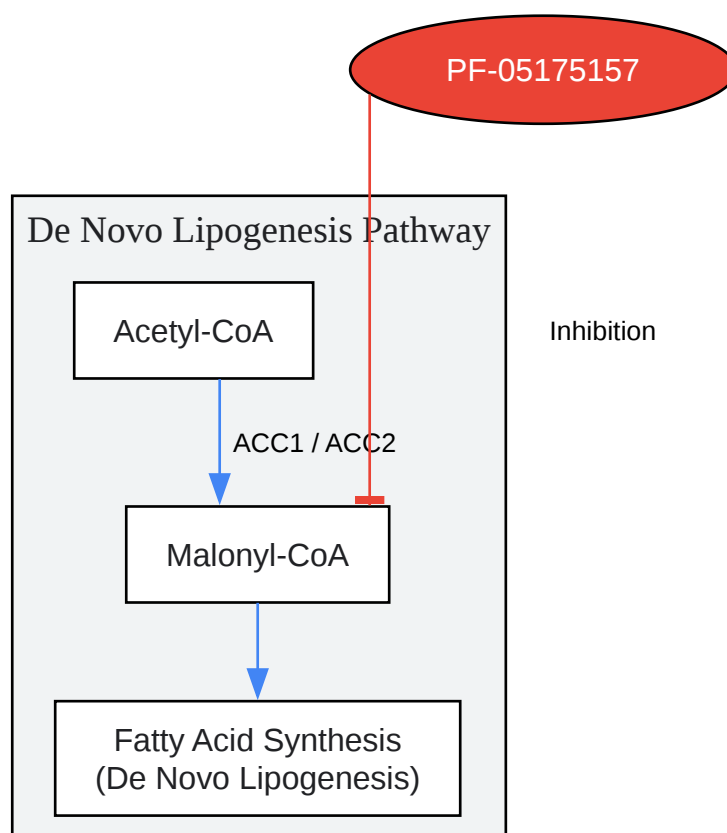 PF-05175157
De Novo Lipogenesis Pathway
Acetyl-CoA
Inhibition
ACC1 / ACC2
Malonyl-CoA
Fatty Acid Synthesis
(De Novo Lipogenesis)